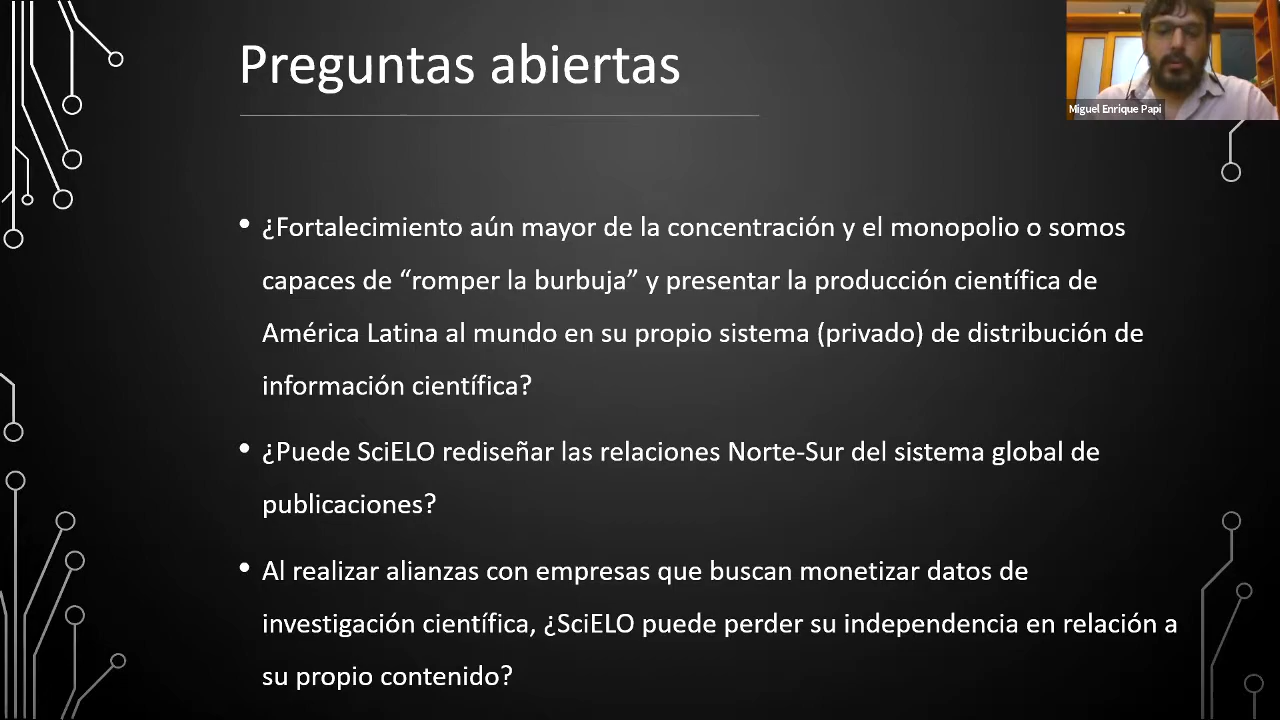 Preguntas abiertas
Miguel Enrique Papi
• ¿Fortalecimiento aún mayor de la concentración y el monopolio o somos
capaces de “romper la burbuja” y presentar la producción científica de
América Latina al mundo en su propio sistema (privado) de distribución de
información científica?
• ¿Puede SciELO rediseñar las relaciones Norte-Sur del sistema global de
publicaciones?
• Al realizar alianzas con empresas que buscan monetizar datos de
investigación científica, ¿SciELO puede perder su independencia en relación a
su propio contenido?